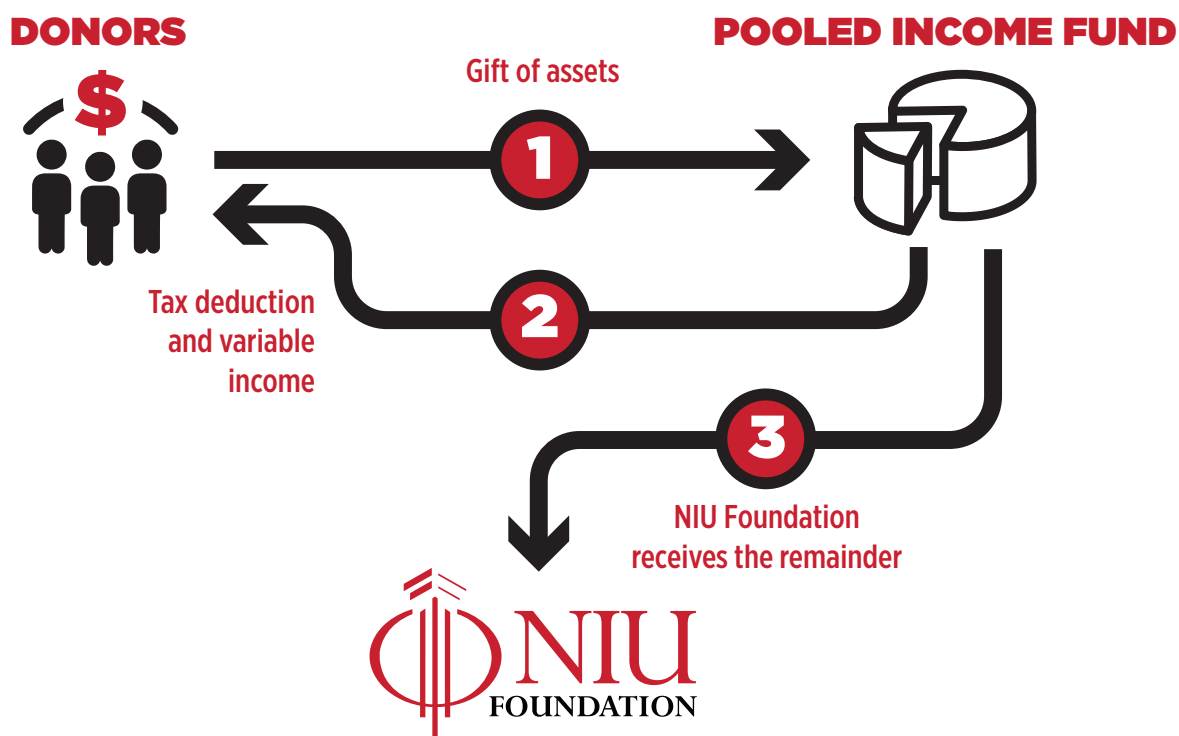 DONORS
POOLED INCOME FUND
$
Gift of assets
1
Tax deduction
and variable
income
2
3
NIU Foundation
receives the remainder
NIU
FOUNDATION